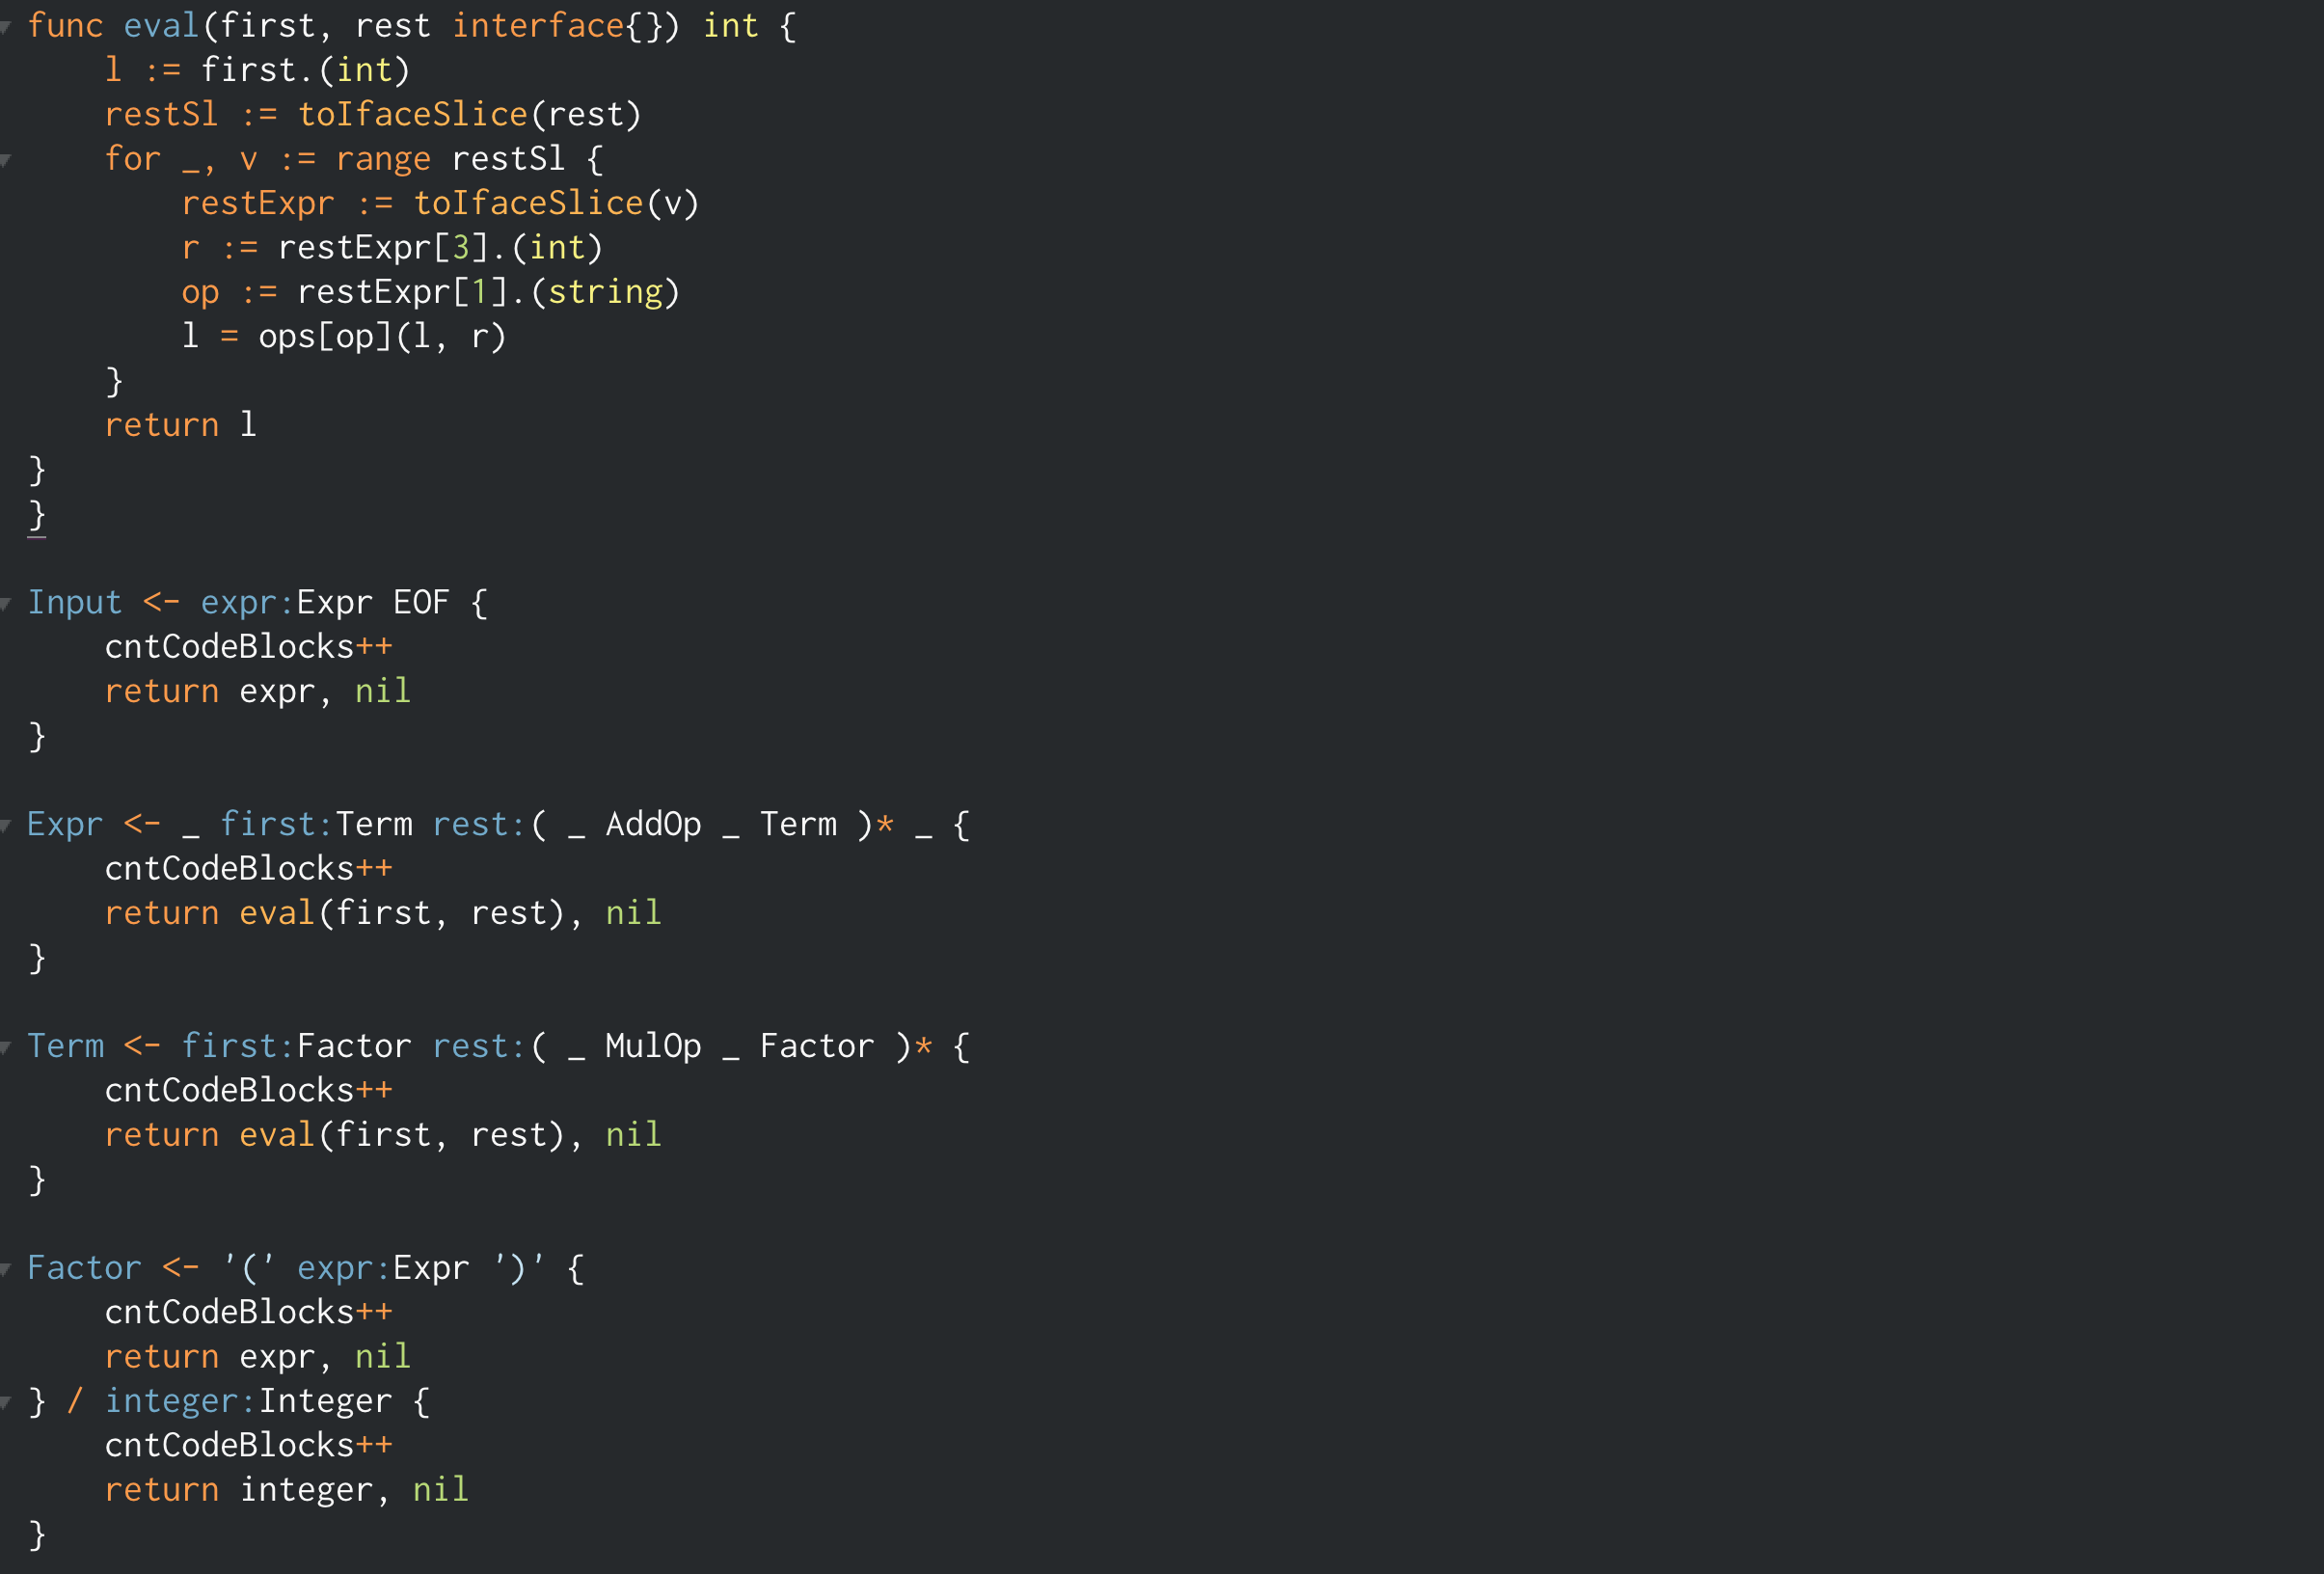 func eval(first, rest interface{}) int {
    l := first.(int)
    restSl := toIfaceSlice(rest)
    for _, v := range restSl {
        restExpr := toIfaceSlice(v)
        r := restExpr[3].(int)
        op := restExpr[1].(string)
        l = ops[op](l, r)
    }
    return l
}
}

Input <- expr:Expr EOF {
    cntCodeBlocks++
    return expr, nil
}

Expr <- _ first:Term rest:( _ AddOp _ Term )* _ {
    cntCodeBlocks++
    return eval(first, rest), nil
}

Term <- first:Factor rest:( _ MulOp _ Factor )* {
    cntCodeBlocks++
    return eval(first, rest), nil
}

Factor <- '(' expr:Expr ')' {
    cntCodeBlocks++
    return expr, nil
} / integer:Integer {
    cntCodeBlocks++
    return integer, nil
}